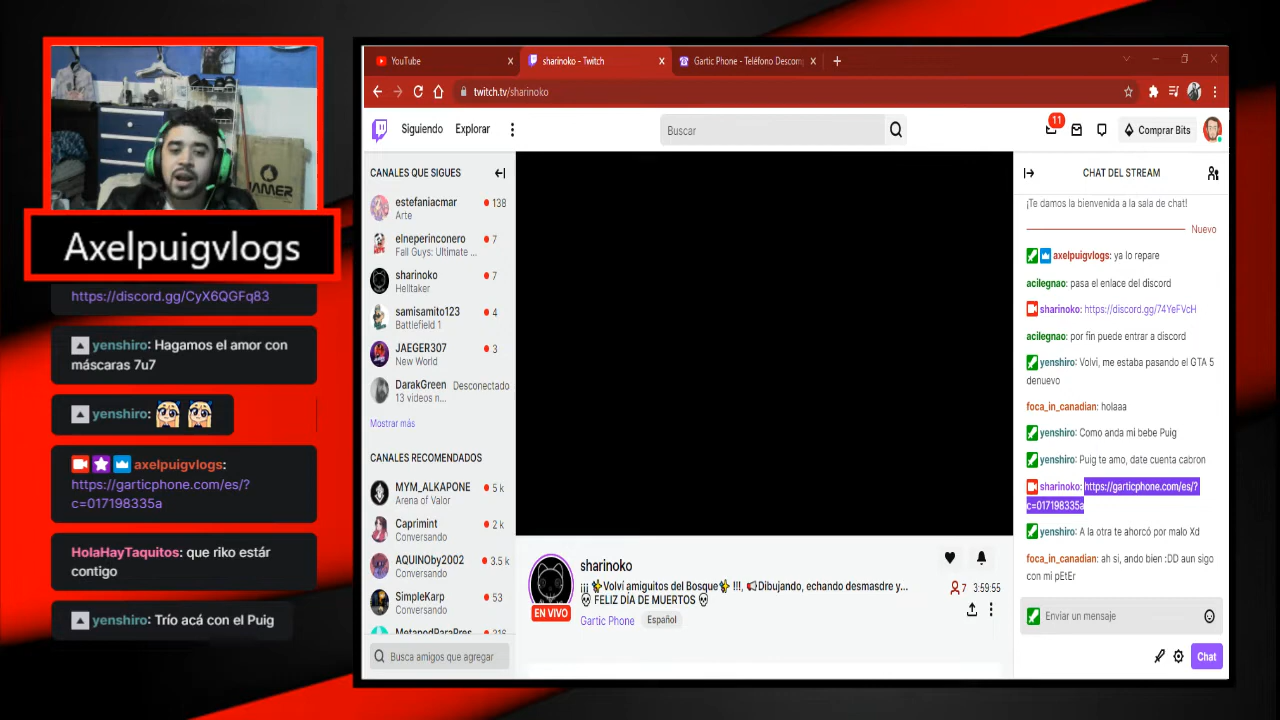 Axelpuigvlogs
https://discord.gg/CyX6QGFq83
yenshiro: Hagamos el amor con
máscaras 7u7
yenshiro:
axelpuigvlogs:
https://garticphone.com/es/?
c=017198335a
HolaHayTaquitos: que riko estár
contigo
yenshiro: Trío acá con el Puig
YouTube
sharinoko - Twitch
Gartic Phone - Teléfono Descom
twitch.tv/sharinoko
Siguiendo
Explorar
Buscar
11
Comprar Bits
CANALES QUE SIGUES
estefaniacmar 138
Arte
elneperinconero 7
Fall Guys: Ultimate ...
sharinoko 7
Helltaker
samisamito123 4
Battlefield 1
JAEGER307 3
New World
DarakGreen Desconectado
13 videos n...
Mostrar más
CANALES RECOMENDADOS
MYM_ALKAPONE 5 k
Arena of Valor
Caprimint 2 k
Conversando
AQUINOby2002 3.5 k
Conversando
SimpleKarp 53
Conversando
MetapodParaPres 216
Busca amigos que agregar
sharinoko
¡¡¡ ✨Volví amiguitos del Bosque✨ !!!, 📢Dibujando, echando desmasdre y...
💀 FELIZ DÍA DE MUERTOS 💀
EN VIVO
Gartic Phone Español
7 3:59:55
CHAT DEL STREAM
¡Te damos la bienvenida a la sala de chat!
Nuevo
axelpuigvlogs: ya lo repare
acilegnao: pasa el enlace del discord
sharinoko: https://discord.gg/74YeFVcH
acilegnao: por fin puede entrar a discord
yenshiro: Volvi, me estaba pasando el GTA 5
denuevo
foca_in_canadian: holaaa
yenshiro: Como anda mi bebe Puig
yenshiro: Puig te amo, date cuenta cabron
sharinoko: https://garticphone.com/es/?
c=017198335a
yenshiro: A la otra te ahorcó por malo Xd
foca_in_canadian: ah si, ando bien :DD aun sigo
con mi pEtEr
Enviar un mensaje
Chat